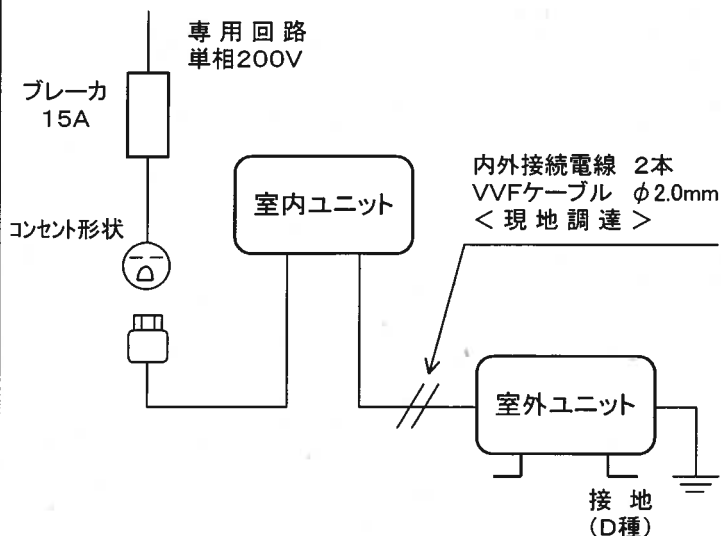 専用回路
単相200V
ブレーカ
15A
コンセント形状
室内ユニット
内外接続電線 2本
VVFケーブル φ2.0mm
<現地調達>
室外ユニット
接 地
(D種)